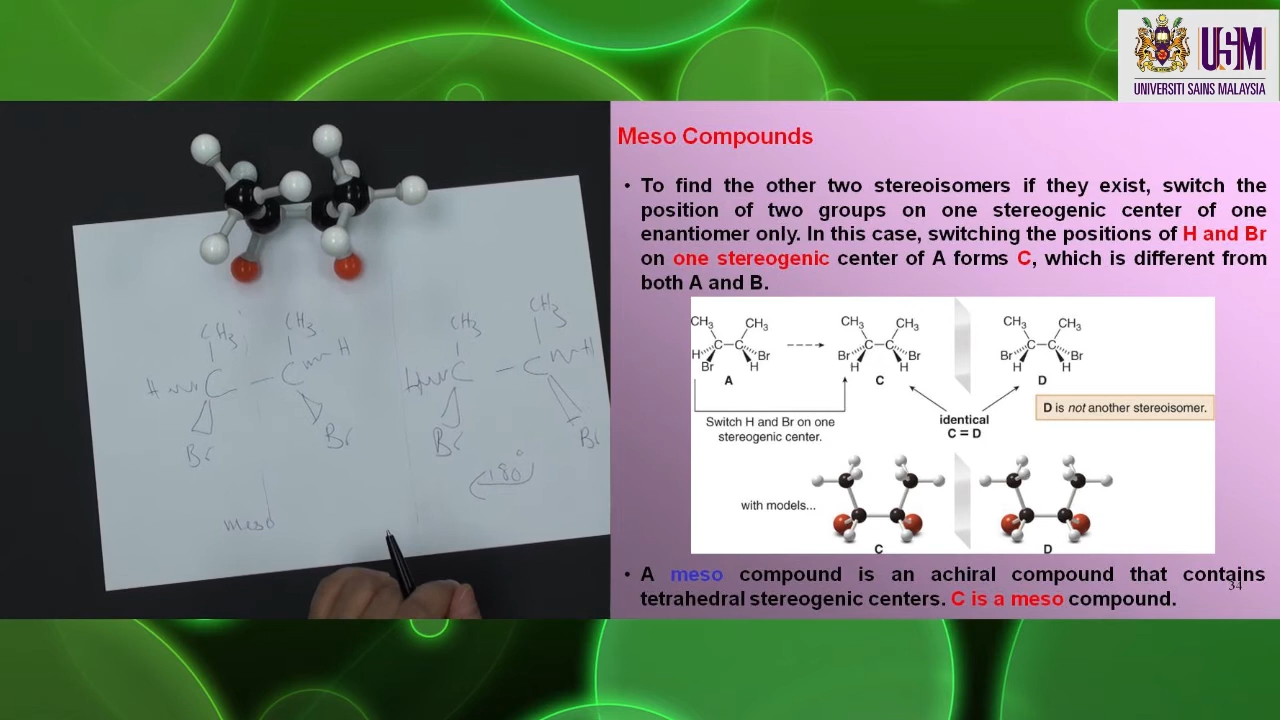 USM
UNIVERSITI SAINS MALAYSIA
Meso Compounds
• To find the other two stereoisomers if they exist, switch the
position of two groups on one stereogenic center of one
enantiomer only. In this case, switching the positions of H and Br
on one stereogenic center of A forms C, which is different from
both A and B.
CH3 CH3 CH3 CH3 CH3 CH3
C–C C–C C–C
H Br Br Br Br Br
Br H H H H H
A C D
D is not another stereoisomer.
Switch H and Br on one
stereogenic center.
identical
C = D
with models...
C D
• A meso compound is an achiral compound that contains
tetrahedral stereogenic centers. C is a meso compound.
34
CH3 CH3 CH3 CH3
H C – C H H C – C H
Br Br Br Br
180°
meso